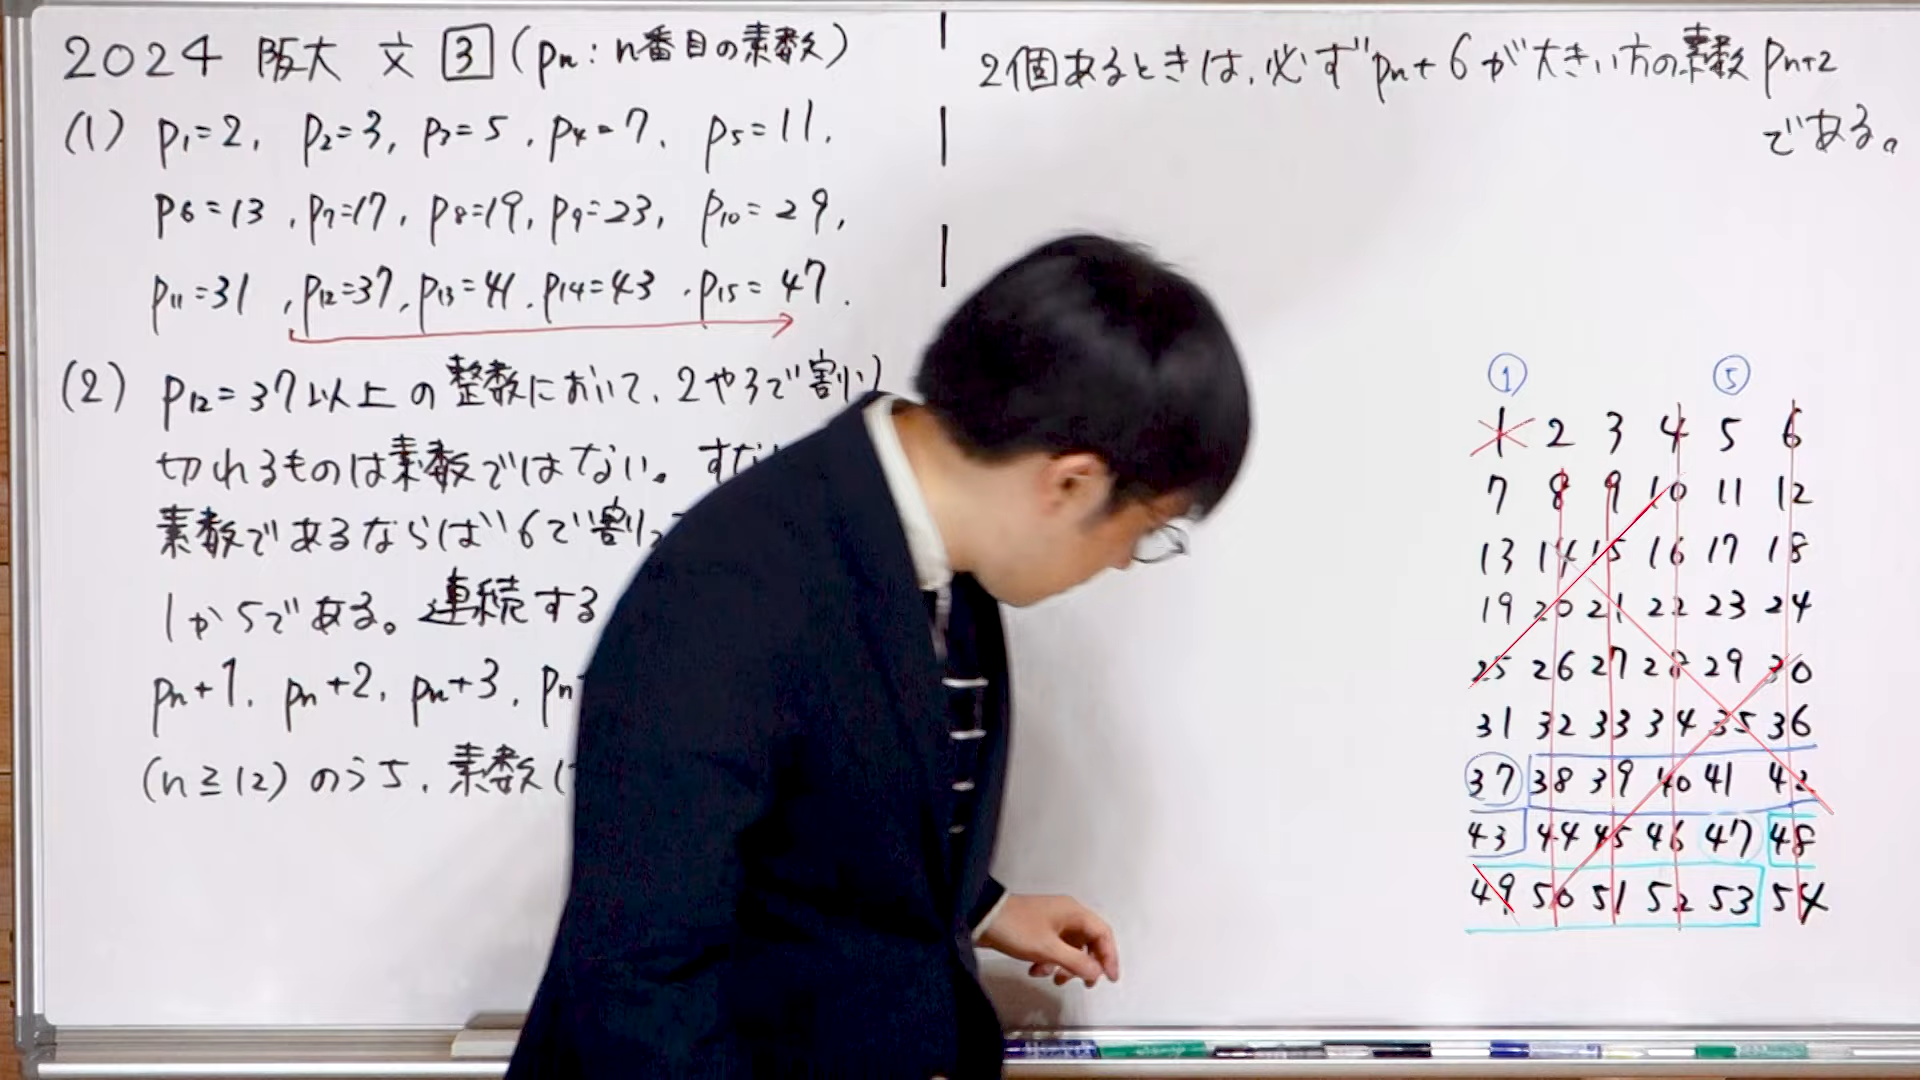 2024 阪大 文 3 (pn : n番目の素数)
(1) p1=2, p2=3, p3=5, p4=7, p5=11,
p6=13, p7=17, p8=19, p9=23, p10=29,
p11=31, p12=37, p13=41, p14=43, p15=47.
(2) p12=37以上の整数において、2や3で割り
切れるものは素数ではない。すな
素数であるならば6で割っ
1か5である。連続する
pn+1, pn+2, pn+3, pn
(n≧12) のうち、素数
2個あるときは、必ずpn+6が大きい方の素数pn+2
である。
① ⑤
1 2 3 4 5 6
7 8 9 10 11 12
13 14 15 16 17 18
19 20 21 22 23 24
25 26 27 28 29 30
31 32 33 34 35 36
37 38 39 40 41 42
43 44 45 46 47 48
49 50 51 52 53 54